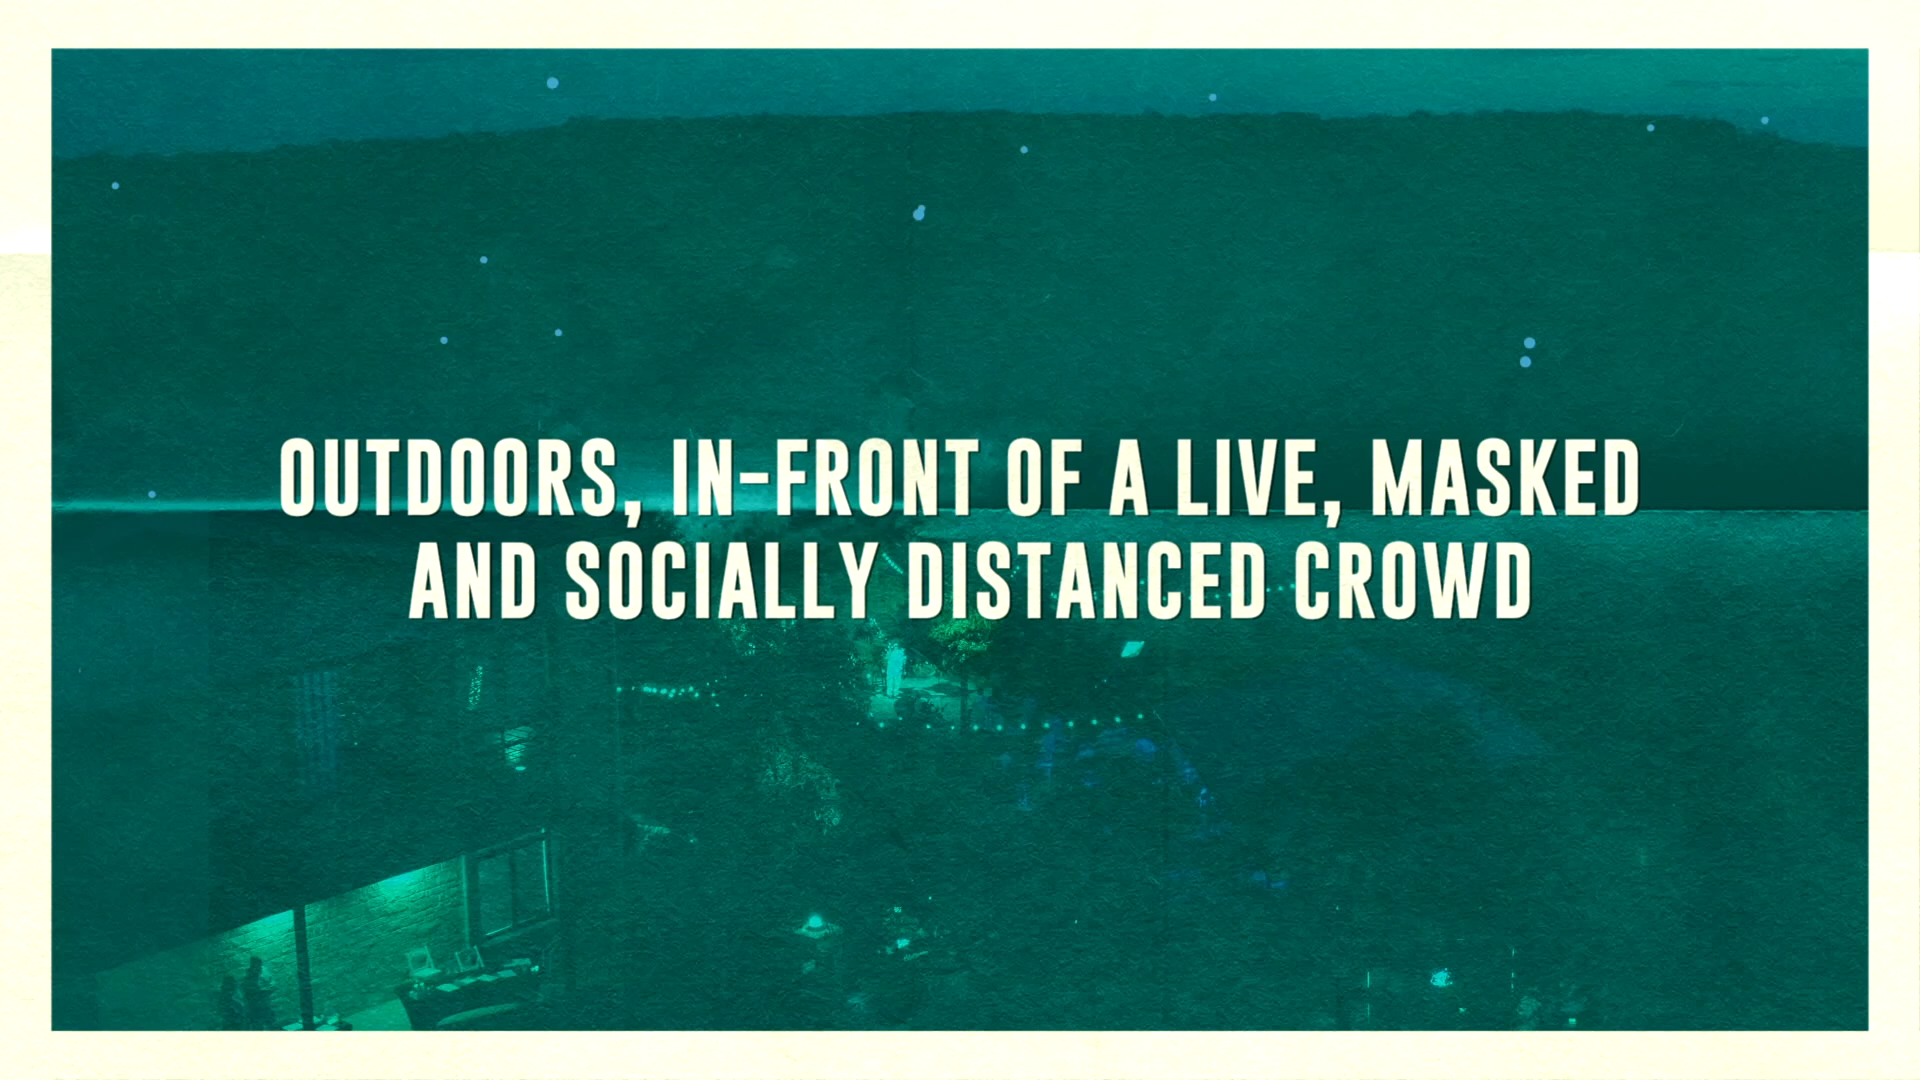 OUTDOORS, IN-FRONT OF A LIVE, MASKED
AND SOCIALLY DISTANCED CROWD